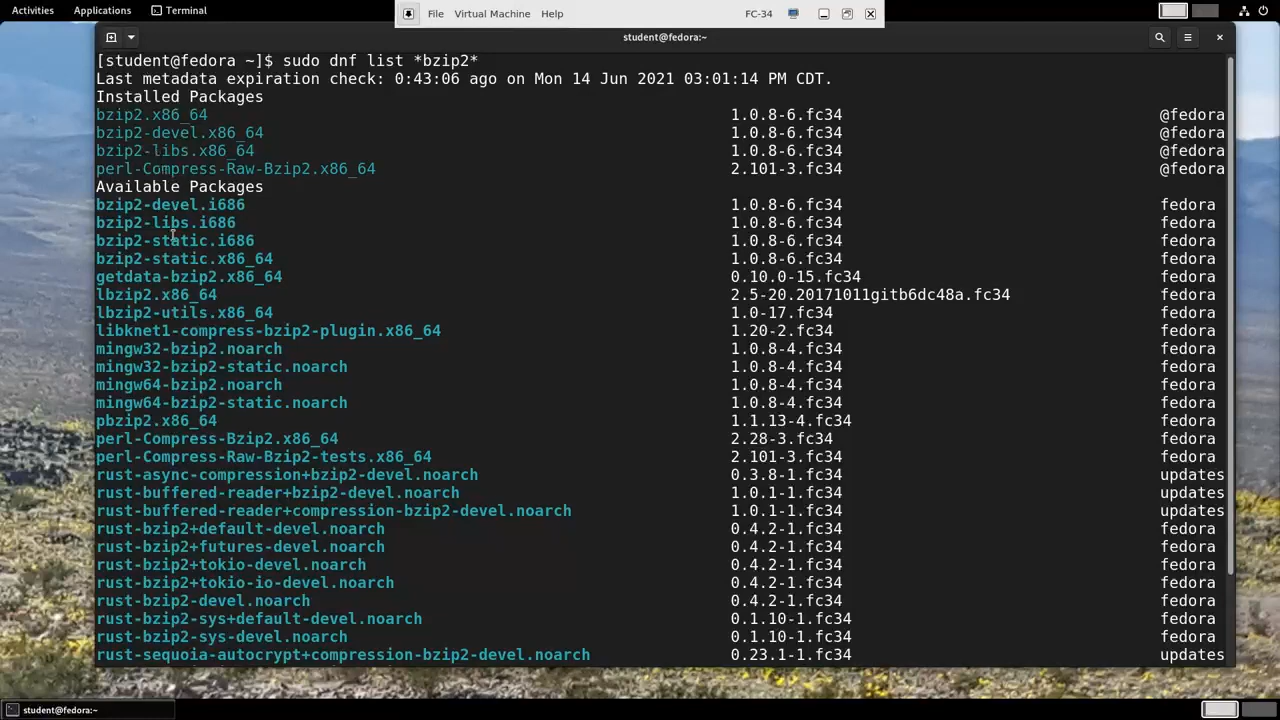 Activities Applications Terminal File Virtual Machine Help FC-34
student@fedora:~
[student@fedora ~]$ sudo dnf list *bzip2*
Last metadata expiration check: 0:43:06 ago on Mon 14 Jun 2021 03:01:14 PM CDT.
Installed Packages
bzip2.x86_64 1.0.8-6.fc34 @fedora
bzip2-devel.x86_64 1.0.8-6.fc34 @fedora
bzip2-libs.x86_64 1.0.8-6.fc34 @fedora
perl-Compress-Raw-Bzip2.x86_64 2.101-3.fc34 @fedora
Available Packages
bzip2-devel.i686 1.0.8-6.fc34 fedora
bzip2-libs.i686 1.0.8-6.fc34 fedora
bzip2-static.i686 1.0.8-6.fc34 fedora
bzip2-static.x86_64 1.0.8-6.fc34 fedora
getdata-bzip2.x86_64 0.10.0-15.fc34 fedora
lbzip2.x86_64 2.5-20.20171011gitb6dc48a.fc34 fedora
lbzip2-utils.x86_64 1.0-17.fc34 fedora
libknet1-compress-bzip2-plugin.x86_64 1.20-2.fc34 fedora
mingw32-bzip2.noarch 1.0.8-4.fc34 fedora
mingw32-bzip2-static.noarch 1.0.8-4.fc34 fedora
mingw64-bzip2.noarch 1.0.8-4.fc34 fedora
mingw64-bzip2-static.noarch 1.0.8-4.fc34 fedora
pbzip2.x86_64 1.1.13-4.fc34 fedora
perl-Compress-Bzip2.x86_64 2.28-3.fc34 fedora
perl-Compress-Raw-Bzip2-tests.x86_64 2.101-3.fc34 fedora
rust-async-compression+bzip2-devel.noarch 0.3.8-1.fc34 updates
rust-buffered-reader+bzip2-devel.noarch 1.0.1-1.fc34 updates
rust-buffered-reader+compression-bzip2-devel.noarch 1.0.1-1.fc34 updates
rust-bzip2+default-devel.noarch 0.4.2-1.fc34 fedora
rust-bzip2+futures-devel.noarch 0.4.2-1.fc34 fedora
rust-bzip2+tokio-devel.noarch 0.4.2-1.fc34 fedora
rust-bzip2+tokio-io-devel.noarch 0.4.2-1.fc34 fedora
rust-bzip2-devel.noarch 0.4.2-1.fc34 fedora
rust-bzip2-sys+default-devel.noarch 0.1.10-1.fc34 fedora
rust-bzip2-sys-devel.noarch 0.1.10-1.fc34 fedora
rust-sequoia-autocrypt+compression-bzip2-devel.noarch 0.23.1-1.fc34 updates
student@fedora:~